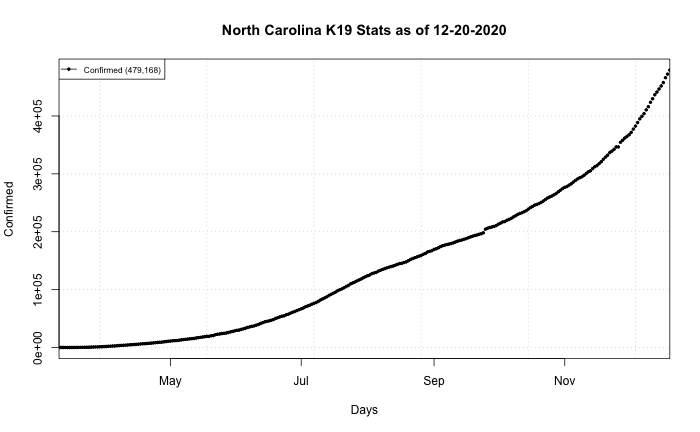 North Carolina K19 Stats as of 12-20-2020
Confirmed (479,168)
4e+05
3e+05
2e+05
1e+05
0e+00
Confirmed
May Jul Sep Nov
Days